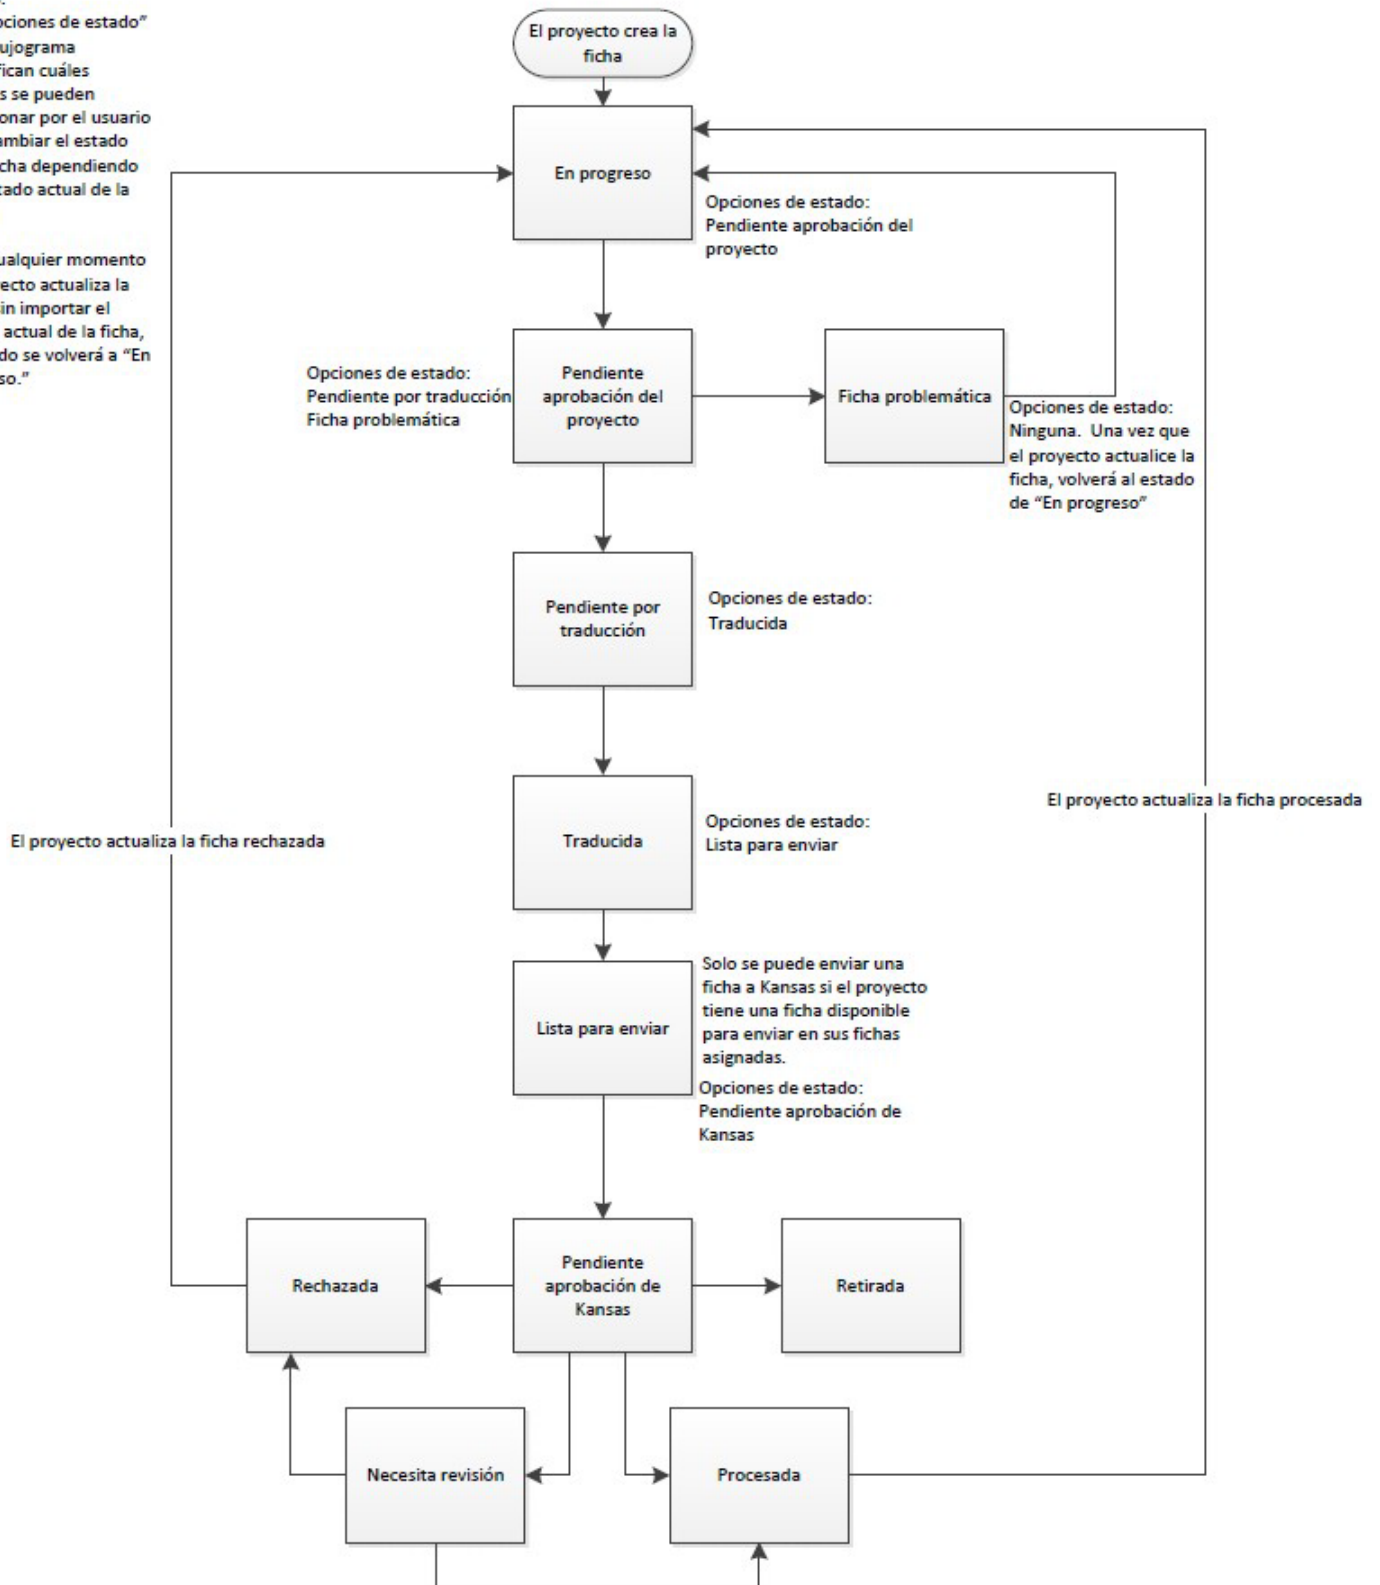 ciones de estado”
ujograma
ican cuáles
s se pueden
onar por el usuario
ambiar el estado
cha dependiendo
tado actual de la
ualquier momento
ecto actualiza la
in importar el
actual de la ficha,
do se volverá a “En
so.”
El proyecto crea la
ficha
En progreso
Opciones de estado:
Pendiente aprobación del
proyecto
Opciones de estado:
Pendiente por traducción
Ficha problemática
Pendiente
aprobación del
proyecto
Ficha problemática
Opciones de estado:
Ninguna. Una vez que
el proyecto actualice la
ficha, volverá al estado
de “En progreso”
Pendiente por
traducción
Opciones de estado:
Traducida
El proyecto actualiza la ficha procesada
El proyecto actualiza la ficha rechazada
Traducida
Opciones de estado:
Lista para enviar
Lista para enviar
Solo se puede enviar una
ficha a Kansas si el proyecto
tiene una ficha disponible
para enviar en sus fichas
asignadas.
Opciones de estado:
Pendiente aprobación de
Kansas
Rechazada
Pendiente
aprobación de
Kansas
Retirada
Necesita revisión
Procesada